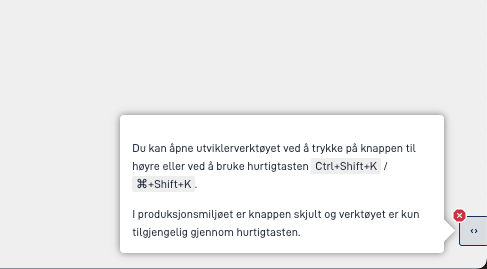 Du kan åpne utviklerverktøyet ved å trykke på knappen til
høyre eller ved å bruke hurtigtasten Ctrl+Shift+K /
⌘+Shift+K.
I produksjonsmiljøet er knappen skjult og verktøyet er kun
tilgjengelig gjennom hurtigtasten.